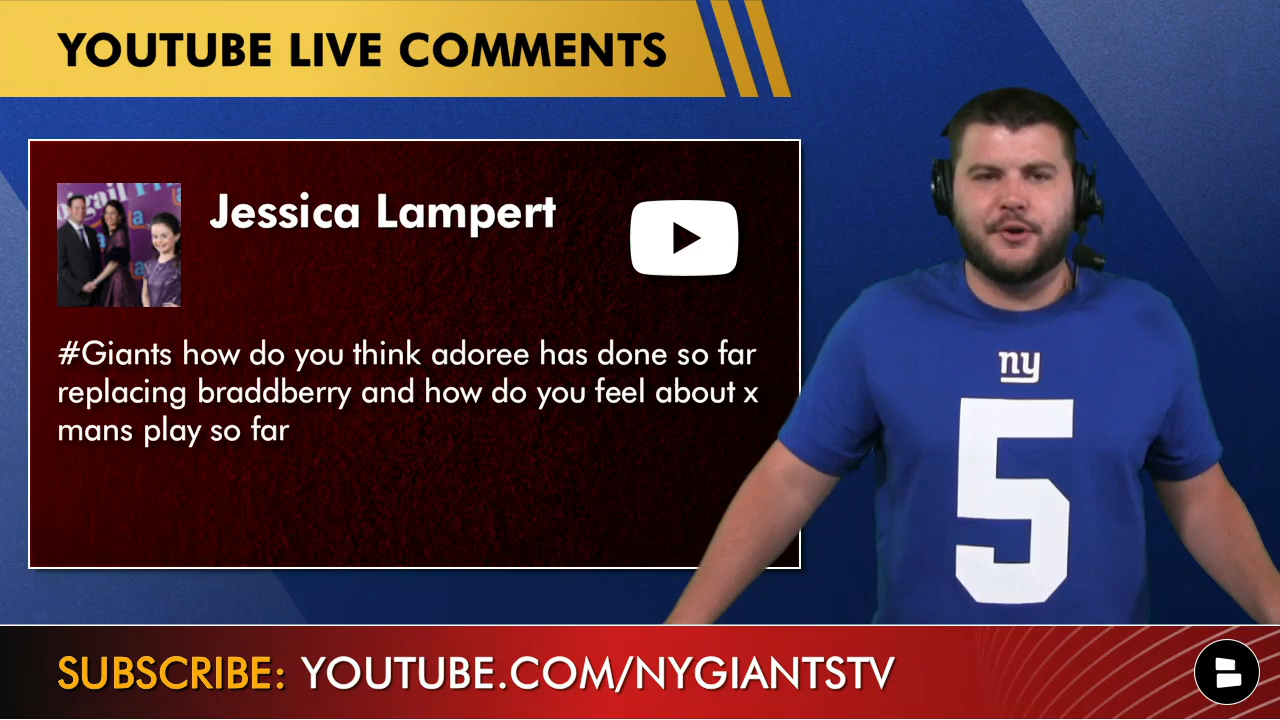 YOUTUBE LIVE COMMENTS
Jessica Lampert
#Giants how do you think adoree has done so far
replacing braddberry and how do you feel about x
mans play so far
ny
5
SUBSCRIBE: YOUTUBE.COM/NYGIANTSTV